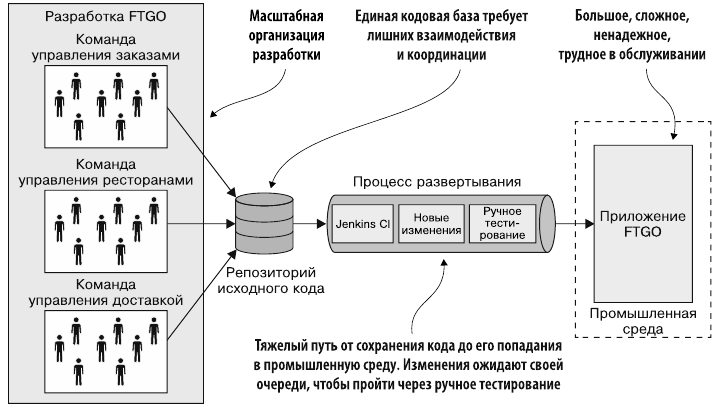 Разработка FTGO
Команда
управления заказами
Команда
управления ресторанами
Команда
управления доставкой
Масштабная
организация
разработки
Единая кодовая база требует
лишних взаимодействия
и координации
Большое, сложное,
ненадежное,
трудное в обслуживании
Репозиторий
исходного кода
Процесс развертывания
Jenkins CI
Новые
изменения
Ручное
тести-
рование
Приложение
FTGO
Промышленная
среда
Тяжелый путь от сохранения кода до его попадания
в промышленную среду. Изменения ожидают своей
очереди, чтобы пройти через ручное тестирование